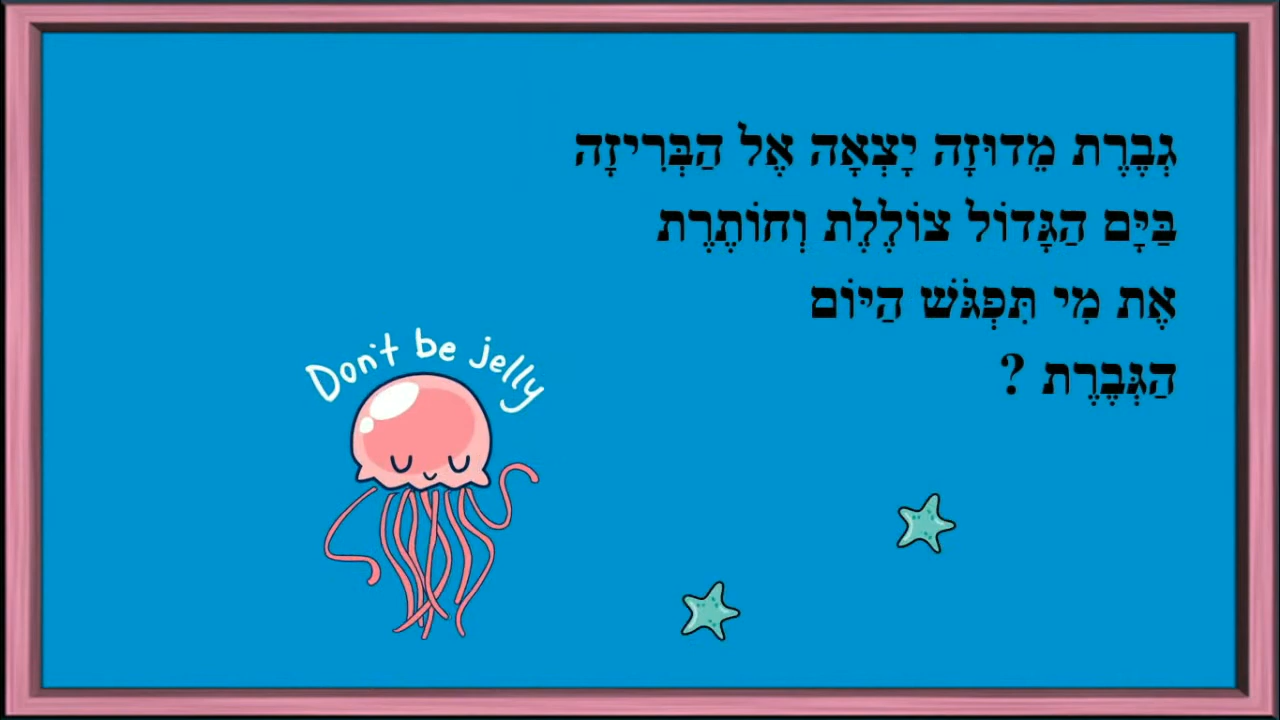 גְבֶרֶת מֵדוּזָה יָצְאָה אֶל הַבְּרִיזָה
בַּיָּם הַגָּדוֹל צוֹלֶלֶת וְחוֹתֶרֶת
אֶת מִי תִּפְגֹּשׁ הַיּוֹם
הַגְּבֶרֶת ?
Don't be jelly